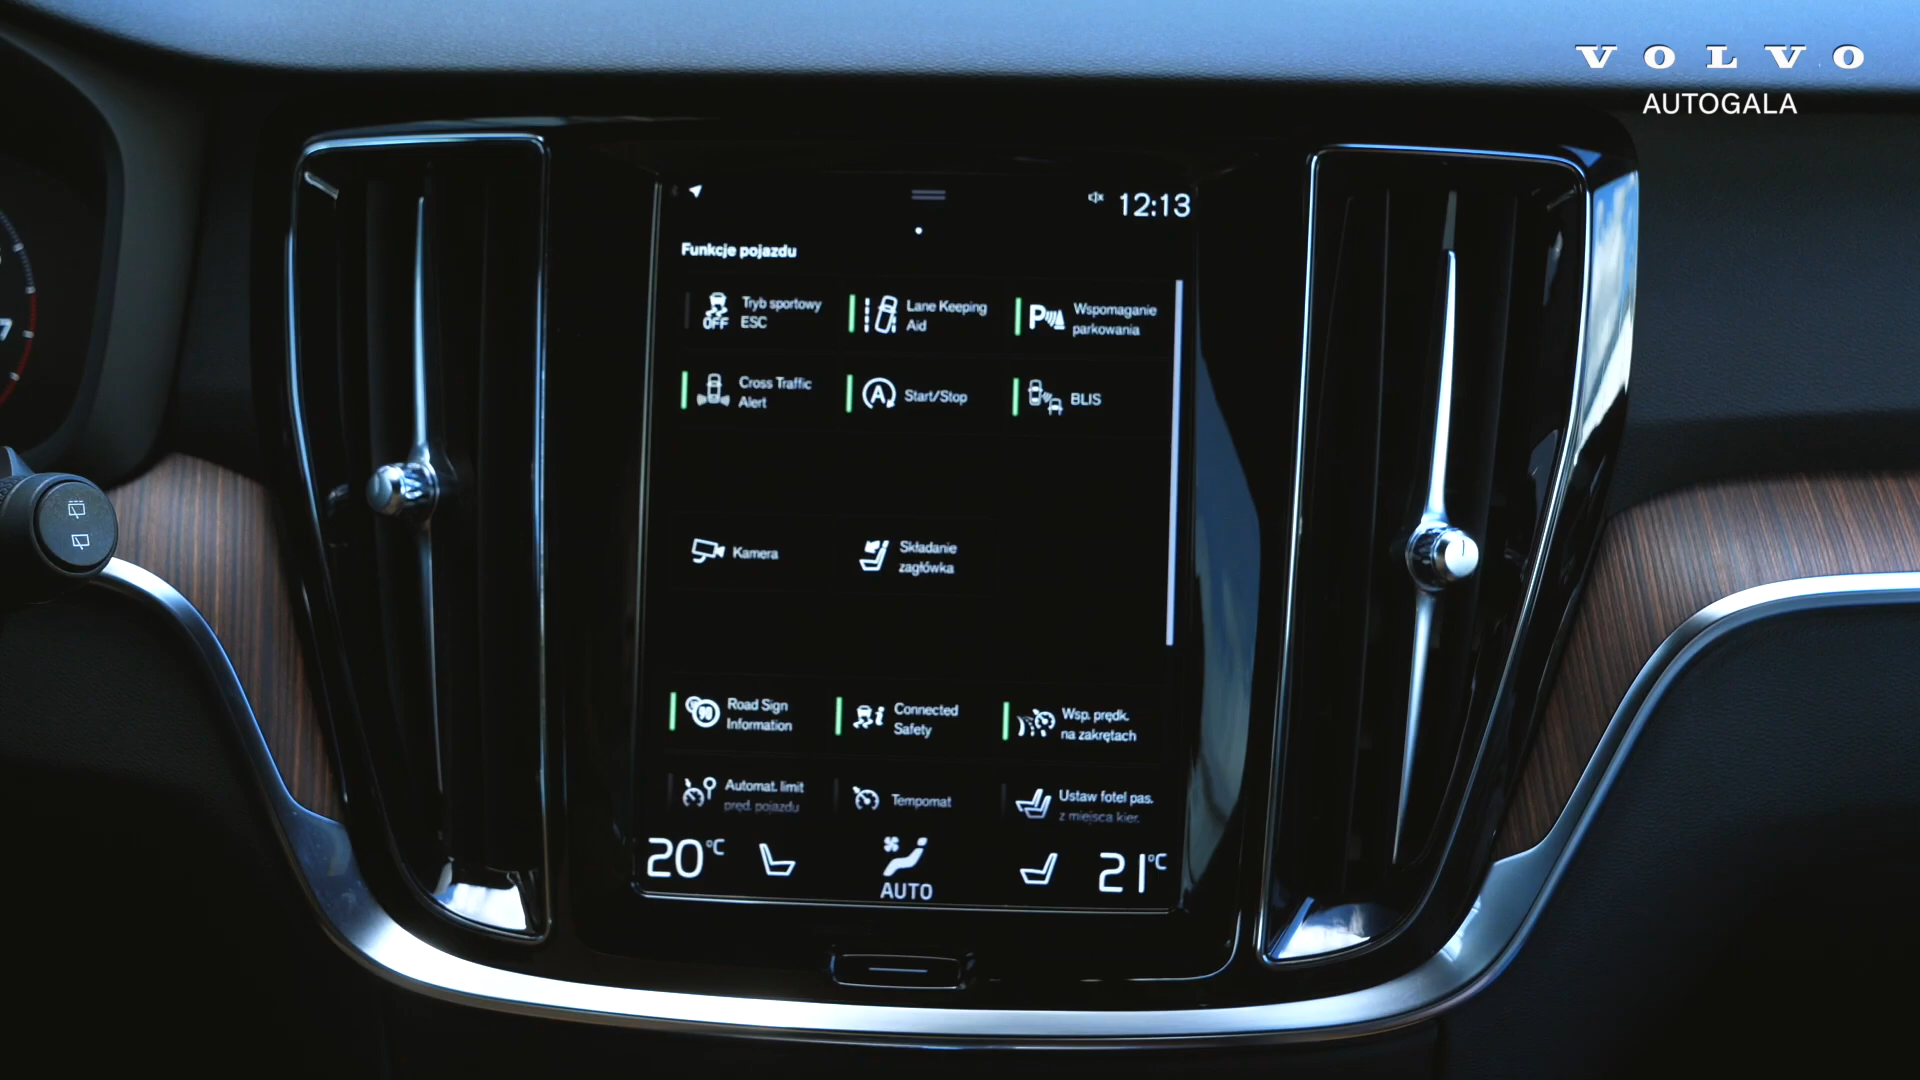 VOLVO
AUTOGALA
12:13
Funkcje pojazdu
Tryb sportowy
ESC
OFF
Lane Keeping
Aid
P
Wspomaganie
parkowania
Cross Traffic
Alert
A
Start/Stop
BLIS
Kamera
Składanie
zagłówka
Road Sign
Information
90
Connected
Safety
Wsp. prędk.
na zakrętach
Automat. limit
pręd. pojazdu
Tempomat
Ustaw fotel pas.
z miejsca kier.
20°C
AUTO
21°C
7